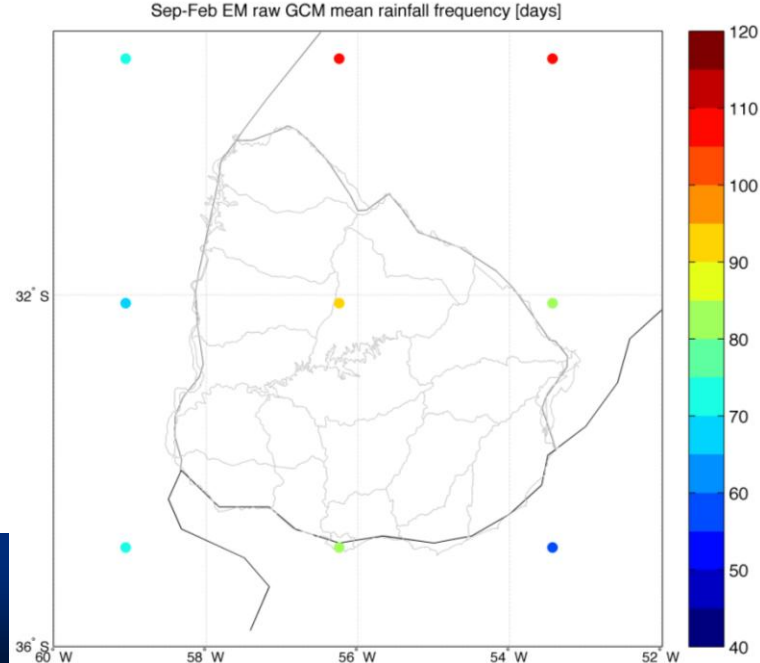 Sep-Feb EM raw GCM mean rainfall frequency [days]
120
110
100
90
80
70
60
50
40
32° S
36° S
60 W
58 W
56 W
54 W
52 W